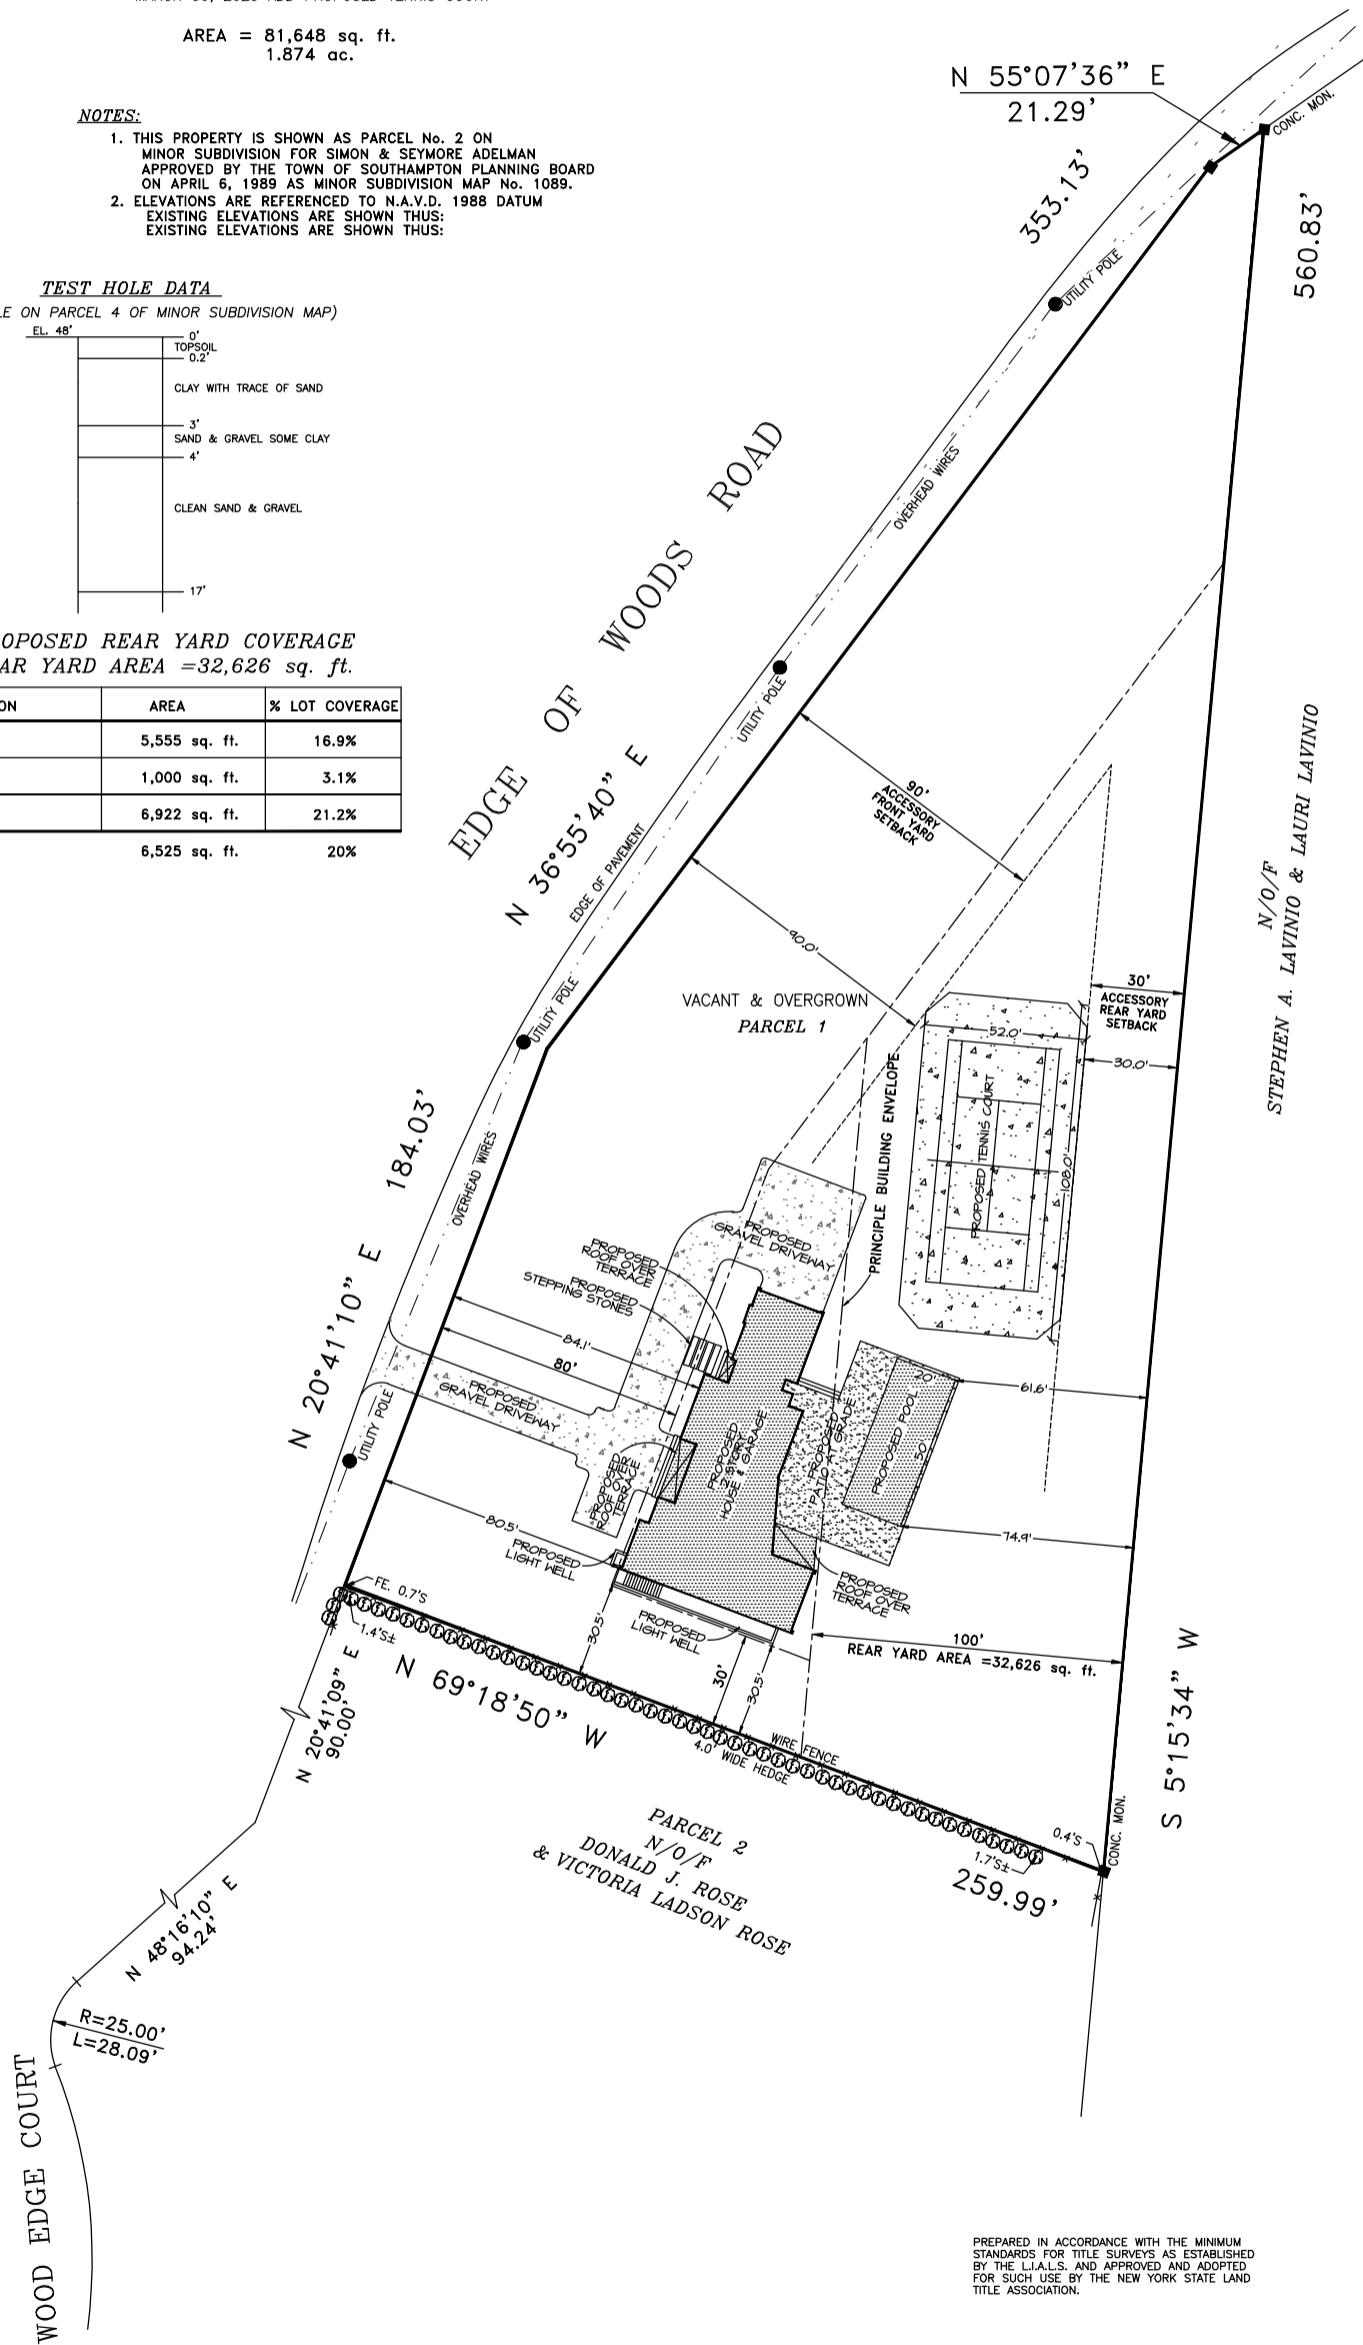 AREA = 81,648 sq. ft.
1.874 ac.
NOTES:
1. THIS PROPERTY IS SHOWN AS PARCEL No. 2 ON
MINOR SUBDIVISION FOR SIMON & SEYMORE ADELMAN
APPROVED BY THE TOWN OF SOUTHAMPTON PLANNING BOARD
ON APRIL 6, 1989 AS MINOR SUBDIVISION MAP No. 1089.
2. ELEVATIONS ARE REFERENCED TO N.A.V.D. 1988 DATUM
EXISTING ELEVATIONS ARE SHOWN THUS:
EXISTING ELEVATIONS ARE SHOWN THUS:
TEST HOLE DATA
LE ON PARCEL 4 OF MINOR SUBDIVISION MAP)
EL. 48'
0'
TOPSOIL
0.2'
CLAY WITH TRACE OF SAND
3'
SAND & GRAVEL SOME CLAY
4'
CLEAN SAND & GRAVEL
17'
OPOSED REAR YARD COVERAGE
AR YARD AREA =32,626 sq. ft.
ON AREA % LOT COVERAGE
5,555 sq. ft. 16.9%
1,000 sq. ft. 3.1%
6,922 sq. ft. 21.2%
6,525 sq. ft. 20%
N 55°07'36" E
21.29'
CONC. MON.
353.13'
560.83'
UTILITY POLE
OVERHEAD WIRES
EDGE OF WOODS ROAD
UTILITY POLE
N 36°55'40" E
EDGE OF PAVEMENT
90'
ACCESSORY
FRONT YARD
SETBACK
90.0'
N/O/F
STEPHEN A. LAVINIO & LAURI LAVINIO
VACANT & OVERGROWN
PARCEL 1
30'
ACCESSORY
REAR YARD
SETBACK
52.0'
30.0'
UTILITY POLE
PRINCIPLE BUILDING ENVELOPE
PROPOSED TENNIS COURT
108.0'
184.03'
OVERHEAD WIRES
PROPOSED
GRAVEL DRIVEWAY
PROPOSED
ROOF OVER
TERRACE
PROPOSED
STEPPING STONES
N 20°41'10" E
84.1'
80'
PROPOSED
GRAVEL DRIVEWAY
UTILITY POLE
PROPOSED
ROOF OVER
TERRACE
PROPOSED
2 STORY
HOUSE & GARAGE
PROPOSED
PATIO AT GRADE
PROPOSED POOL
20'
50'
61.6'
74.9'
80.5'
PROPOSED
LIGHT WELL
PROPOSED
ROOF OVER
TERRACE
PROPOSED
LIGHT WELL
FE. 0.7'S
1.4'S±
30.5'
30'
30.5'
100'
REAR YARD AREA =32,626 sq. ft.
N 69°18'50" W
WIRE FENCE
4.0' WIDE HEDGE
S 5°15'34" W
CONC. MON.
0.4'S
1.7'S±
259.99'
N 20°41'09" E
90.00'
PARCEL 2
N/O/F
DONALD J. ROSE
& VICTORIA LADSON ROSE
N 48°16'10" E
94.24'
R=25.00'
L=28.09'
WOOD EDGE COURT
PREPARED IN ACCORDANCE WITH THE MINIMUM
STANDARDS FOR TITLE SURVEYS AS ESTABLISHED
BY THE L.I.A.L.S. AND APPROVED AND ADOPTED
FOR SUCH USE BY THE NEW YORK STATE LAND
TITLE ASSOCIATION.